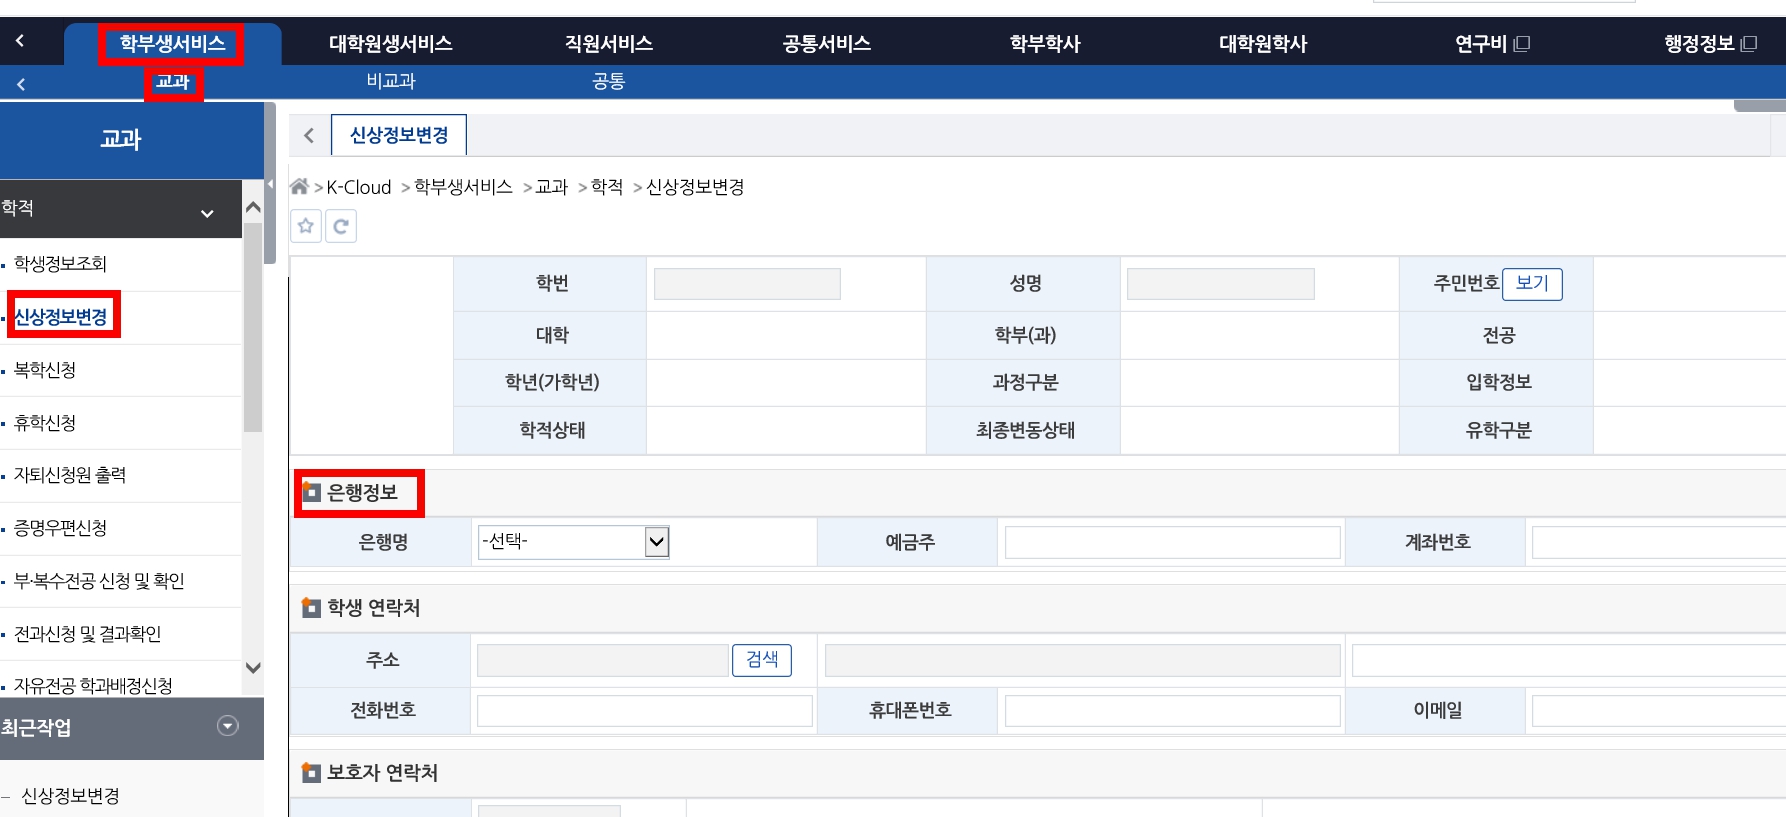 학부생서비스 대학원생서비스 직원서비스 공통서비스 학부학사 대학원학사 연구비 행정정보
교과 비교과 공통
교과
학적
학생정보조회
신상정보변경
복학신청
휴학신청
자퇴신청원 출력
증명우편신청
부·복수전공 신청 및 확인
전과신청 및 결과확인
자유전공 학과배정신청
최근작업
– 신상정보변경
신상정보변경
>K-Cloud >학부생서비스 >교과 >학적 >신상정보변경
학번 성명 주민번호 보기
대학 학부(과) 전공
학년(가학년) 과정구분 입학정보
학적상태 최종변동상태 유학구분
은행정보
은행명 -선택- 예금주 계좌번호
학생 연락처
주소 검색
전화번호 휴대폰번호 이메일
보호자 연락처